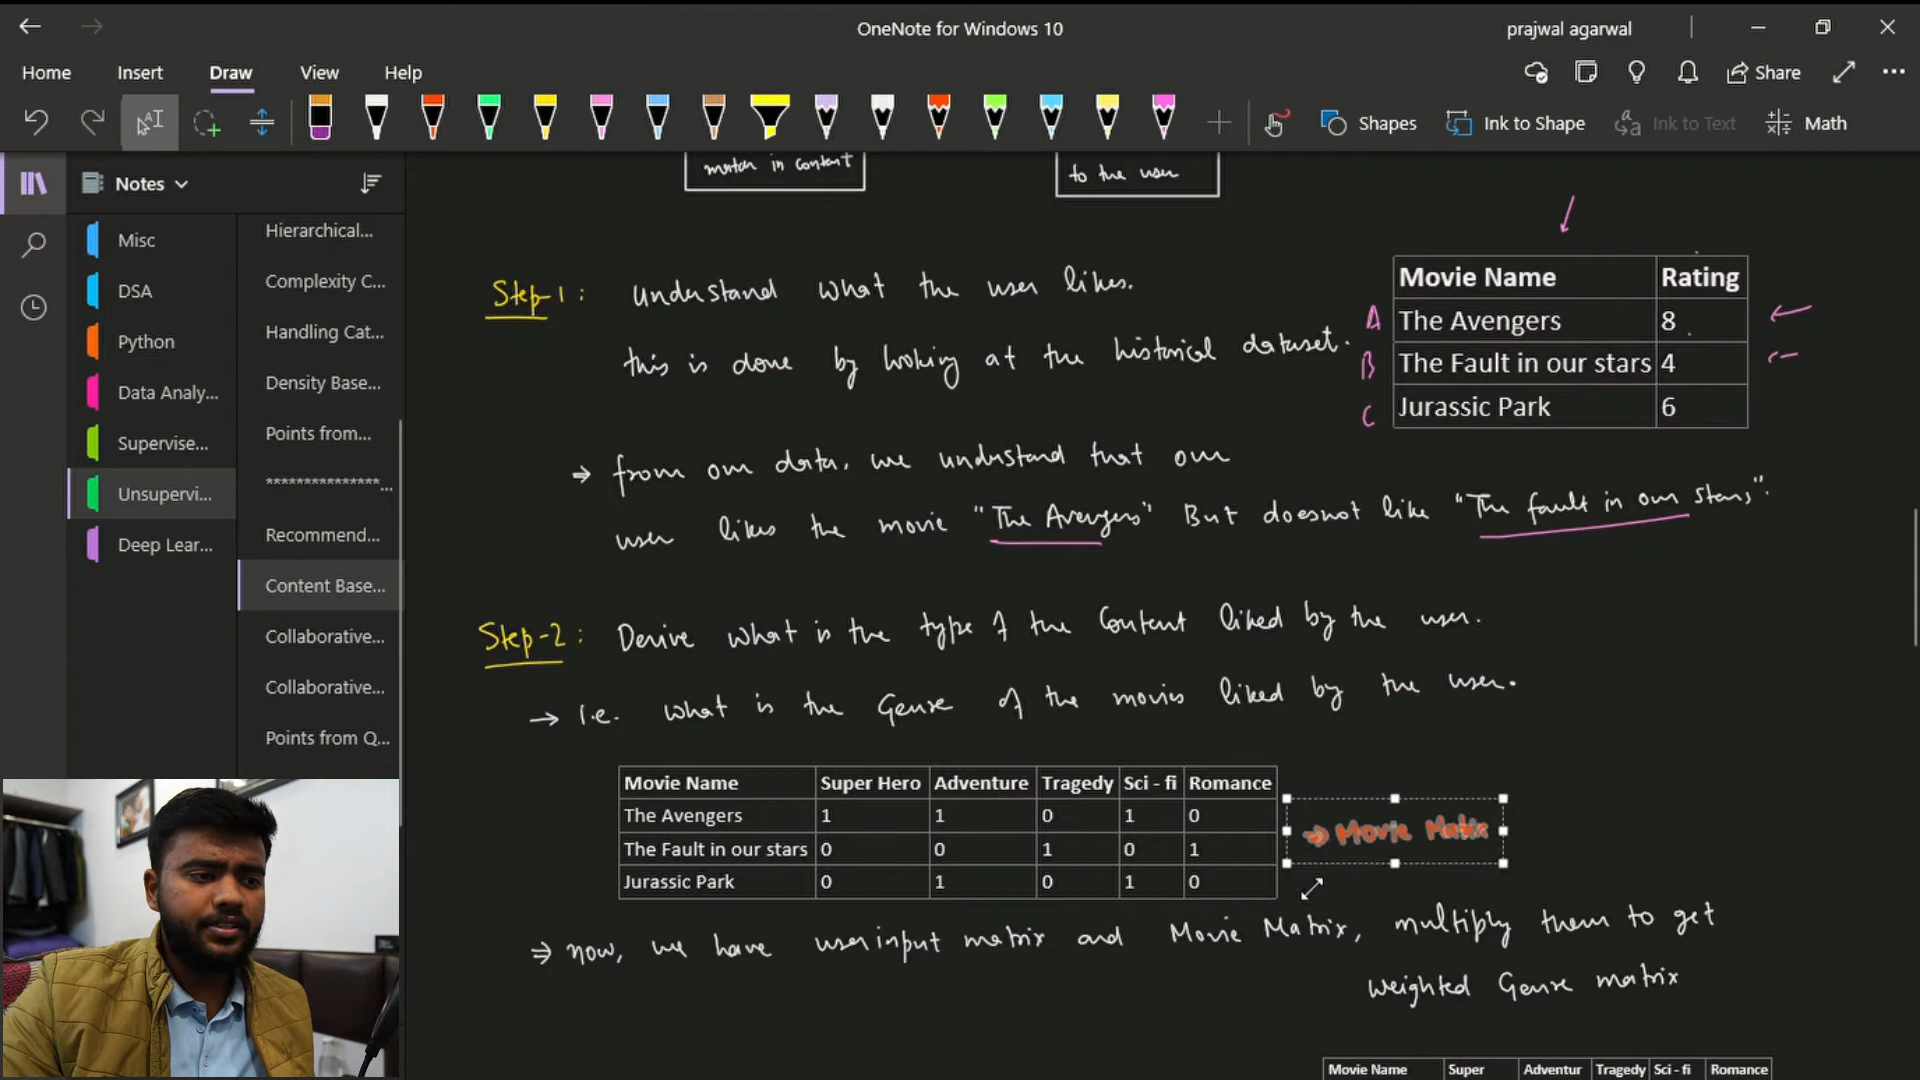 OneNote for Windows 10
prajwal agarwal
Home Insert Draw View Help
Share
Shapes
Ink to Shape
Ink to Text
Math
Notes
Misc
DSA
Python
Data Analy...
Supervise...
Unsupervi...
Deep Lear...
Hierarchical...
Complexity C...
Handling Cat...
Density Base...
Points from...
***************...
Recommend...
Content Base...
Collaborative...
Collaborative...
Points from Q...
match in content
to the user
Step-1: Understand what the user likes.
this is done by looking at the historical dataset.
Movie Name Rating
A The Avengers 8
B The Fault in our stars 4
C Jurassic Park 6
⇒ from our data, we understand that our
user likes the movie "The Avengers" But doesnot like "The fault in our stars".
Step-2: Derive what is the type of the Content liked by the user.
→ i.e. what is the Genre of the movies liked by the user.
Movie Name Super Hero Adventure Tragedy Sci - fi Romance
The Avengers 1 1 0 1 0
The Fault in our stars 0 0 1 0 1
Jurassic Park 0 1 0 1 0
⇒ Movie Matrix
⇒ now, we have user input matrix and Movie Matrix, multiply them to get
weighted Genre matrix
Movie Name Super Adventur Tragedy Sci - fi Romance